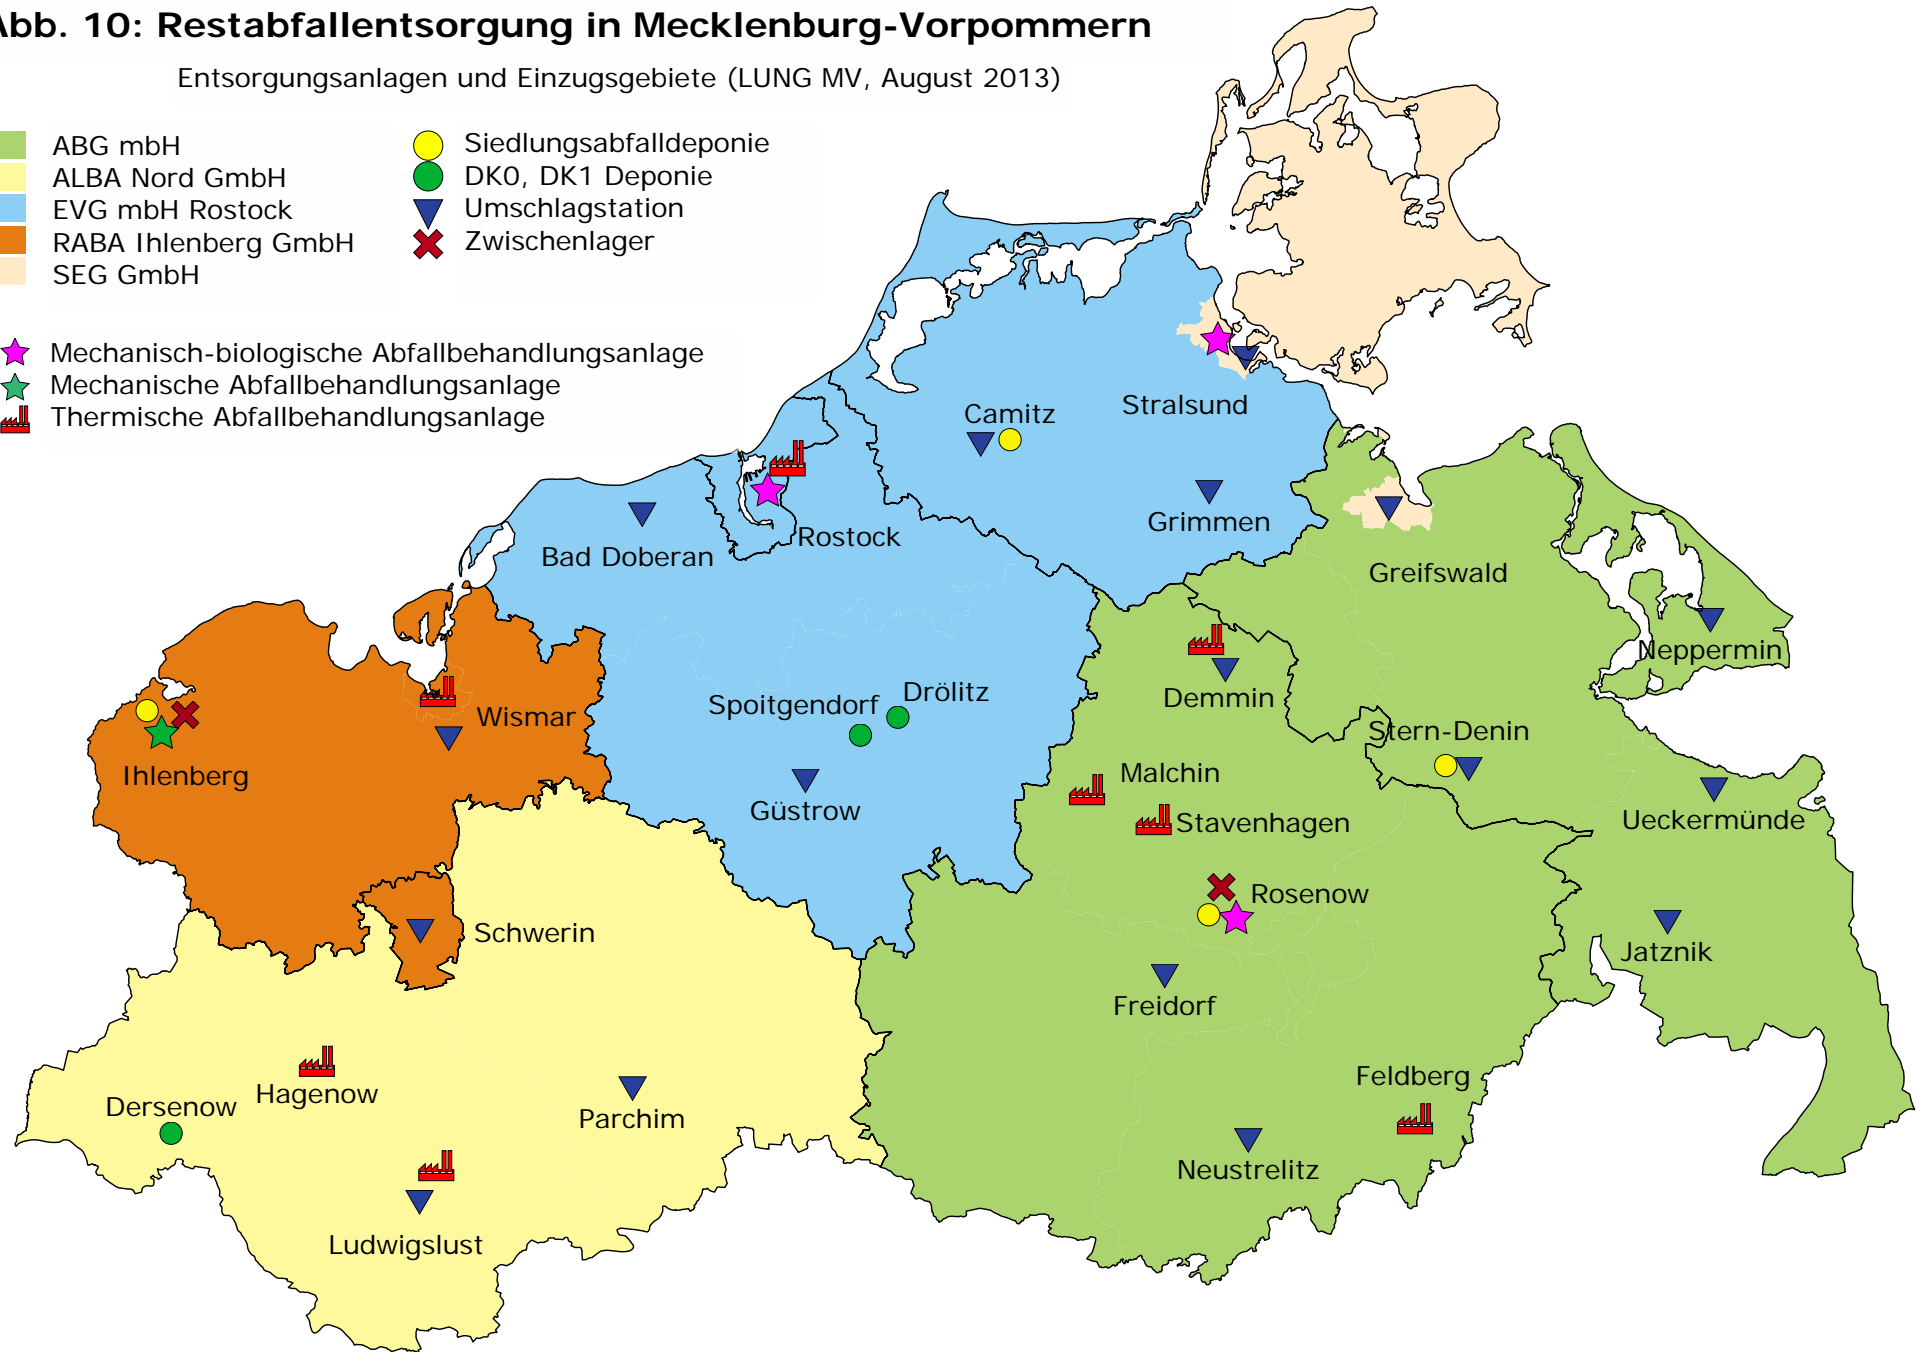 Abb. 10: Restabfallentsorgung in Mecklenburg-Vorpommern
Entsorgungsanlagen und Einzugsgebiete (LUNG MV, August 2013)
ABG mbH
ALBA Nord GmbH
EVG mbH Rostock
RABA Ihlenberg GmbH
SEG GmbH
Siedlungsabfalldeponie
DK0, DK1 Deponie
Umschlagstation
Zwischenlager
Mechanisch-biologische Abfallbehandlungsanlage
Mechanische Abfallbehandlungsanlage
Thermische Abfallbehandlungsanlage
Camitz
Stralsund
Grimmen
Rostock
Bad Doberan
Greifswald
Neppermin
Demmin
Spoitgendorf
Drölitz
Wismar
Stern-Denin
Ihlenberg
Malchin
Güstrow
Stavenhagen
Ueckermünde
Rosenow
Schwerin
Jatznik
Freidorf
Feldberg
Hagenow
Dersenow
Parchim
Neustrelitz
Ludwigslust